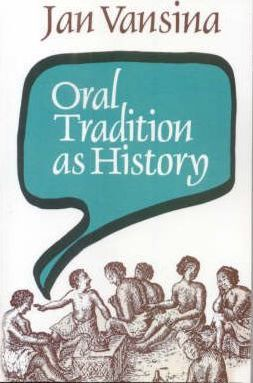 Jan Vansina
Oral
Tradition
as History